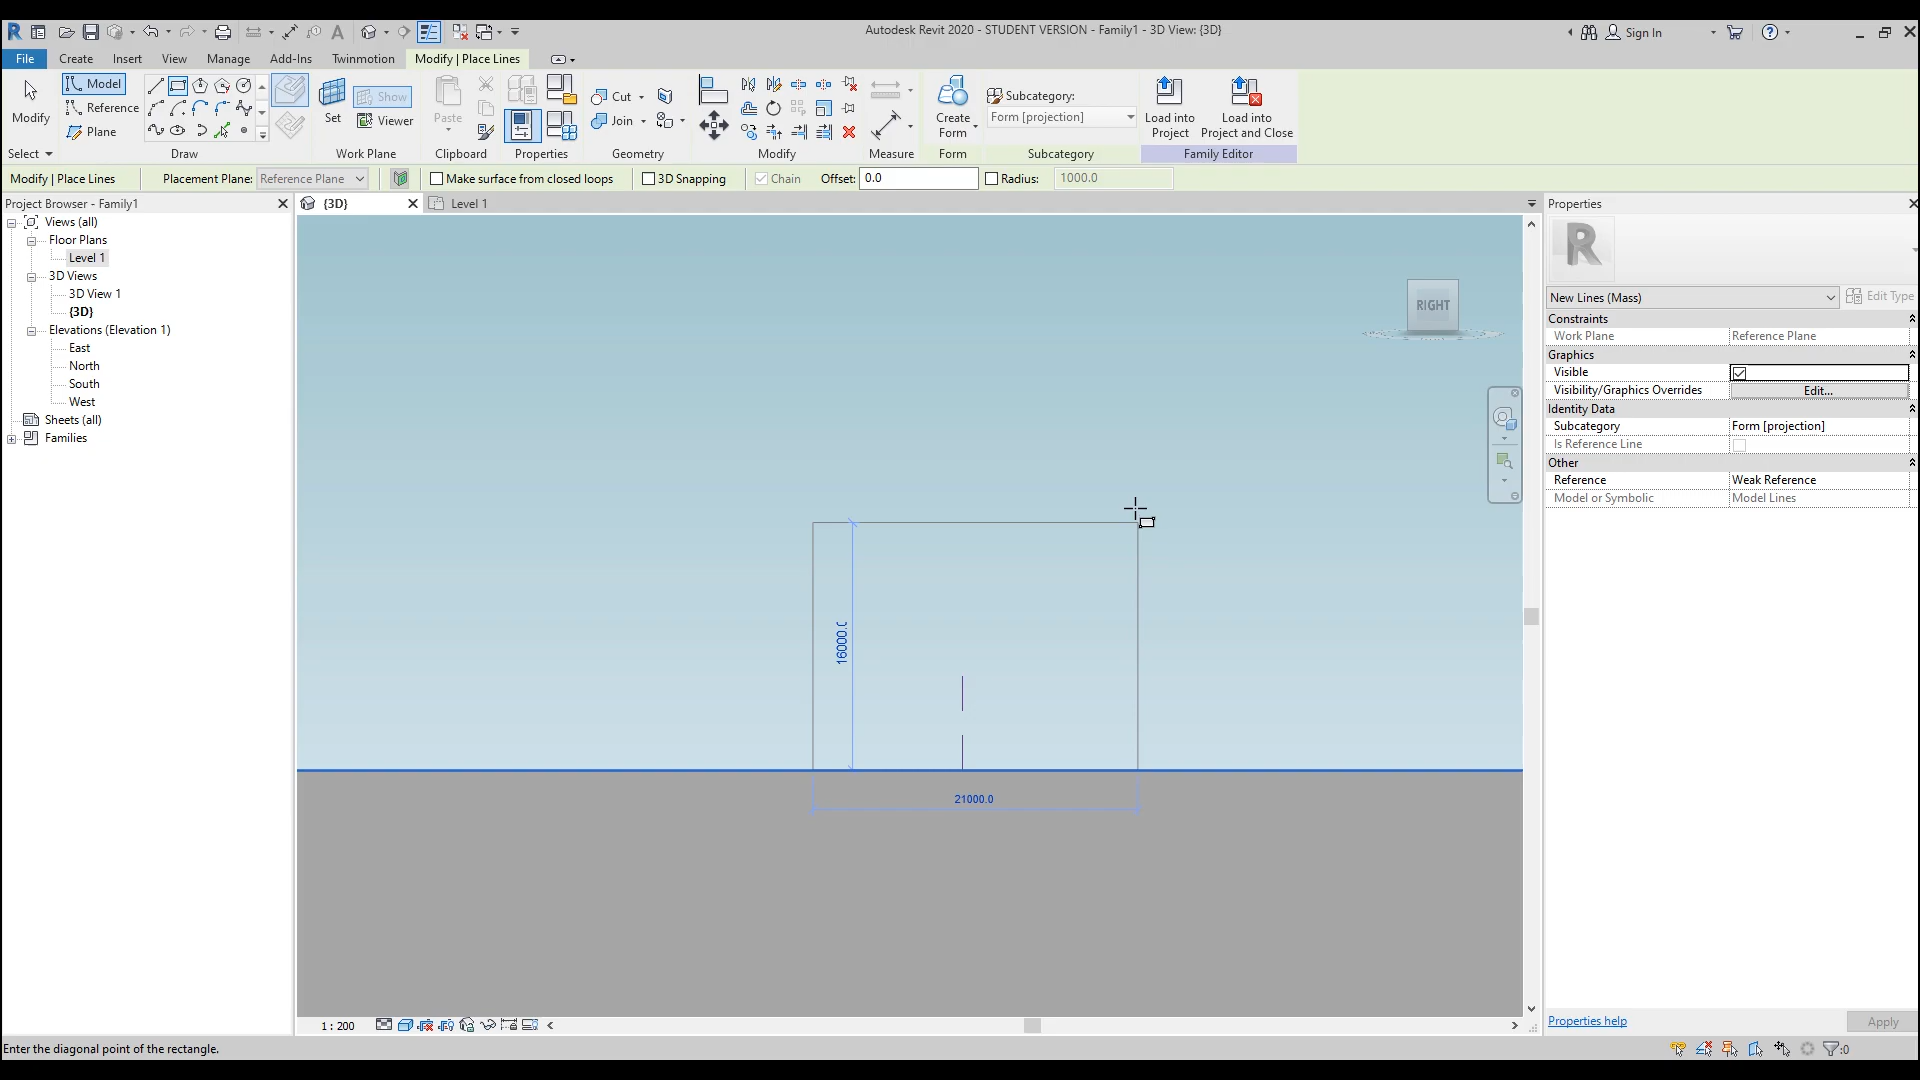 Autodesk Revit 2020 - STUDENT VERSION - Family1 - 3D View: {3D}
Sign In
File Create Insert View Manage Add-Ins Twinmotion Modify | Place Lines
Modify
Model
Reference
Plane
Set
Show
Viewer
Paste
Cut
Join
Create
Form
Subcategory:
Form [projection]
Load into
Project
Load into
Project and Close
Select Draw Work Plane Clipboard Properties Geometry Modify Measure Form Subcategory Family Editor
Modify | Place Lines Placement Plane: Reference Plane Make surface from closed loops 3D Snapping Chain Offset: 0.0 Radius: 1000.0
Project Browser - Family1
Views (all)
Floor Plans
Level 1
3D Views
3D View 1
{3D}
Elevations (Elevation 1)
East
North
South
West
Sheets (all)
Families
{3D} Level 1
RIGHT
16000.0
21000.0
1 : 200
Properties
R
New Lines (Mass) Edit Type
Constraints
Work Plane Reference Plane
Graphics
Visible
Visibility/Graphics Overrides Edit...
Identity Data
Subcategory Form [projection]
Is Reference Line
Other
Reference Weak Reference
Model or Symbolic Model Lines
Properties help Apply
Enter the diagonal point of the rectangle.
:0